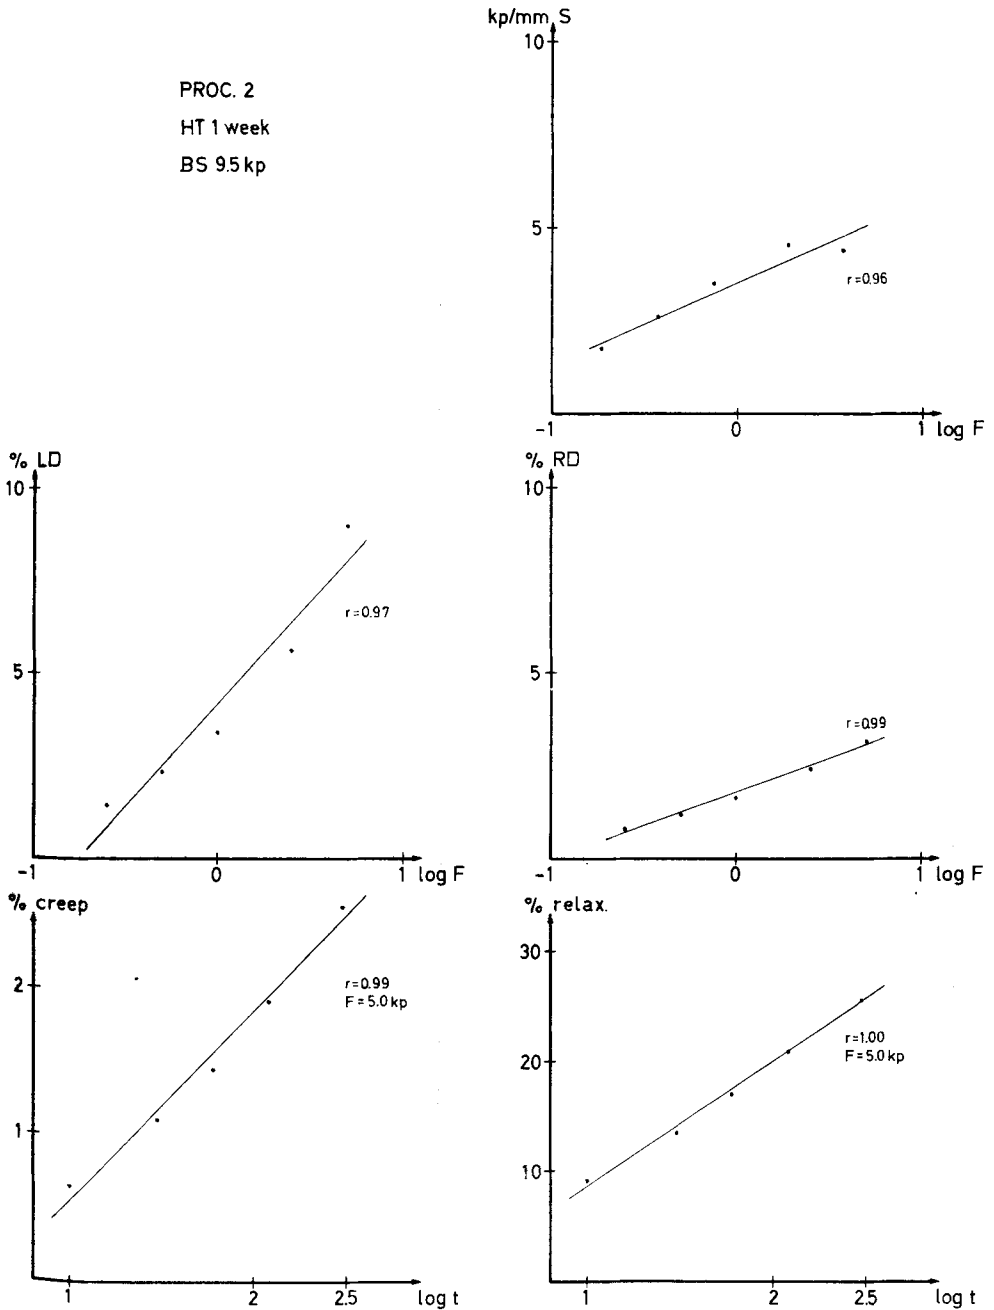 PROC. 2
HT 1 week
BS 9.5 kp
kp/mm S
10
5
r=0.96
-1 0 1 log F
% LD
10
5
r=0.97
-1 0 1 log F
% RD
10
5
r=0.99
-1 0 1 log F
% creep
2
1
r=0.99
F=5.0 kp
1 2 2.5 log t
% relax.
30
20
10
r=1.00
F=5.0 kp
1 2 2.5 log t